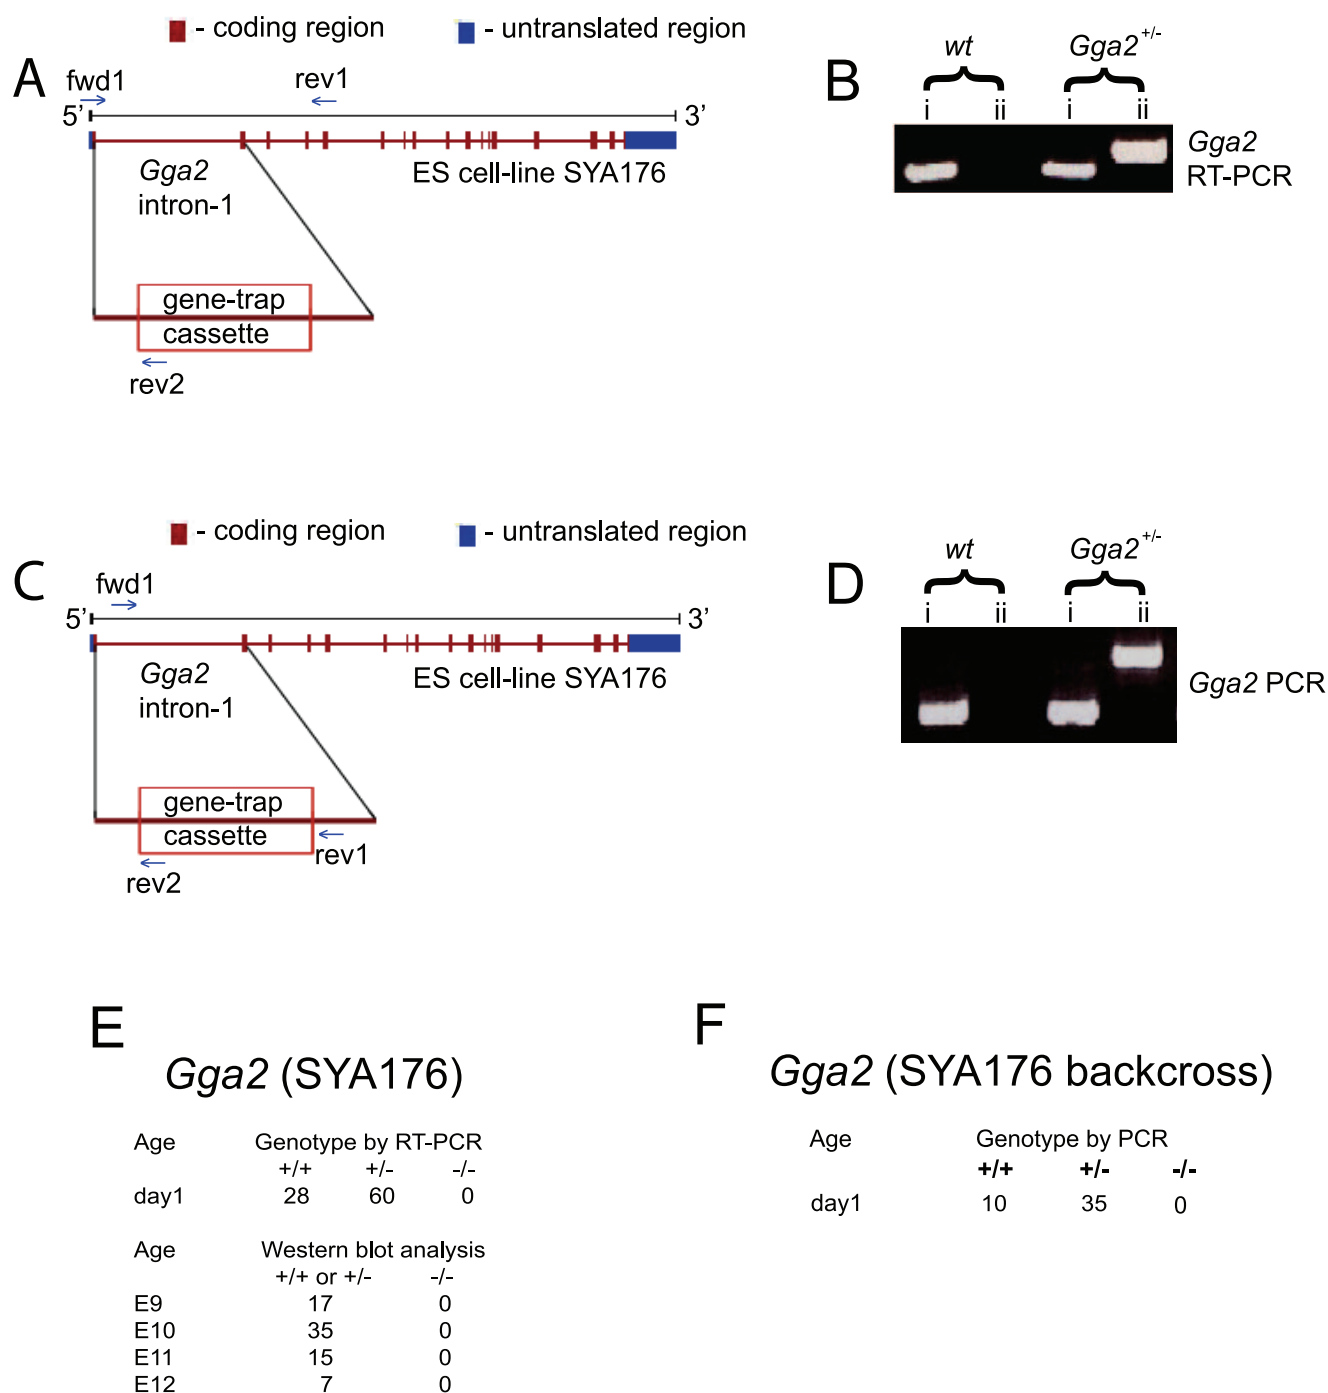 - coding region - untranslated region
A
fwd1 rev1
5' 3'
Gga2
intron-1
ES cell-line SYA176
gene-trap
cassette
rev2
B
wt Gga2+/-
i ii i ii
Gga2
RT-PCR
- coding region - untranslated region
C
fwd1
5' 3'
Gga2
intron-1
ES cell-line SYA176
gene-trap
cassette
rev1
rev2
D
wt Gga2+/-
i ii i ii
Gga2 PCR
E
Gga2 (SYA176)
Age Genotype by RT-PCR
+/+ +/- -/-
day1 28 60 0
Age Western blot analysis
+/+ or +/- -/-
E9 17 0
E10 35 0
E11 15 0
E12 7 0
F
Gga2 (SYA176 backcross)
Age Genotype by PCR
+/+ +/- -/-
day1 10 35 0